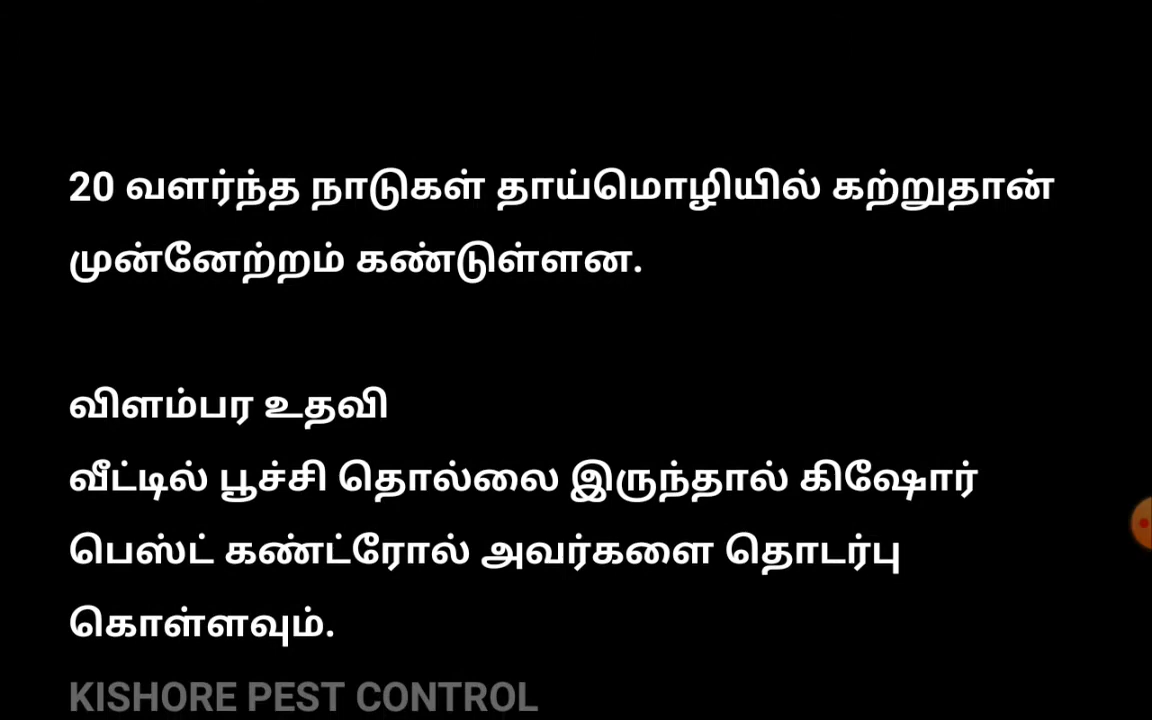 20 வளர்ந்த நாடுகள் தாய்மொழியில் கற்றுதான்
முன்னேற்றம் கண்டுள்ளன.
விளம்பர உதவி
வீட்டில் பூச்சி தொல்லை இருந்தால் கிஷோர்
பெஸ்ட் கண்ட்ரோல் அவர்களை தொடர்பு
கொள்ளவும்.
KISHORE PEST CONTROL